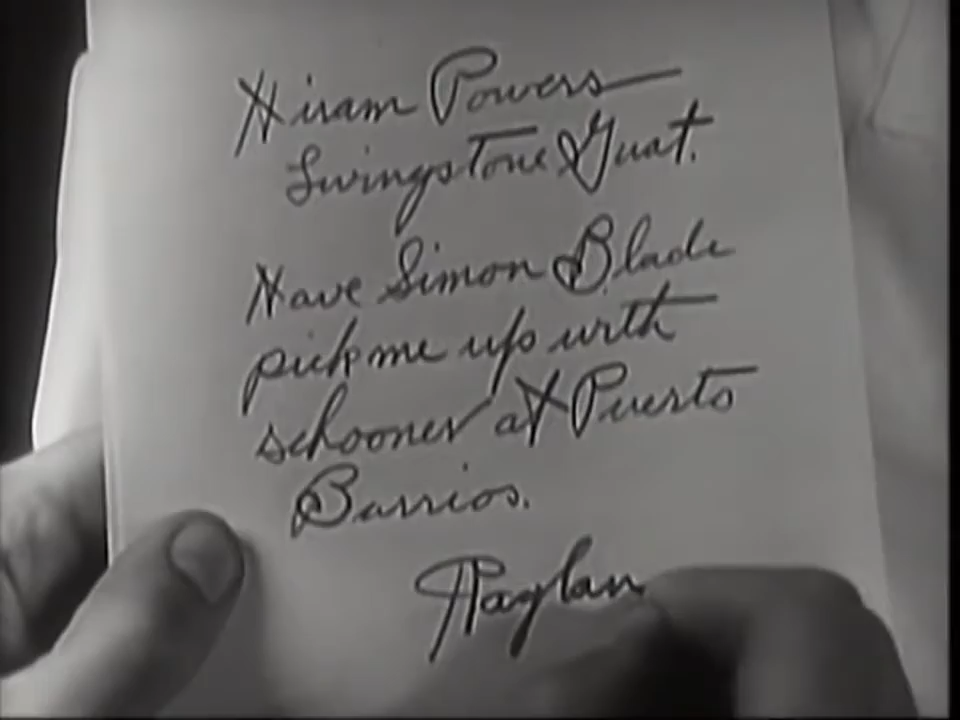 Hiram Powers
Livingstone Guat.
Have Simon Blade
pick me up with
schooner at Puerto
Barrios.
Raglan